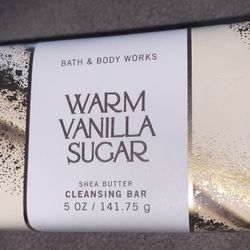 BATH & BODY WORKS
WARM
VANILLA
SUGAR
SHEA BUTTER
CLEANSING BAR
5 OZ / 141.75 g